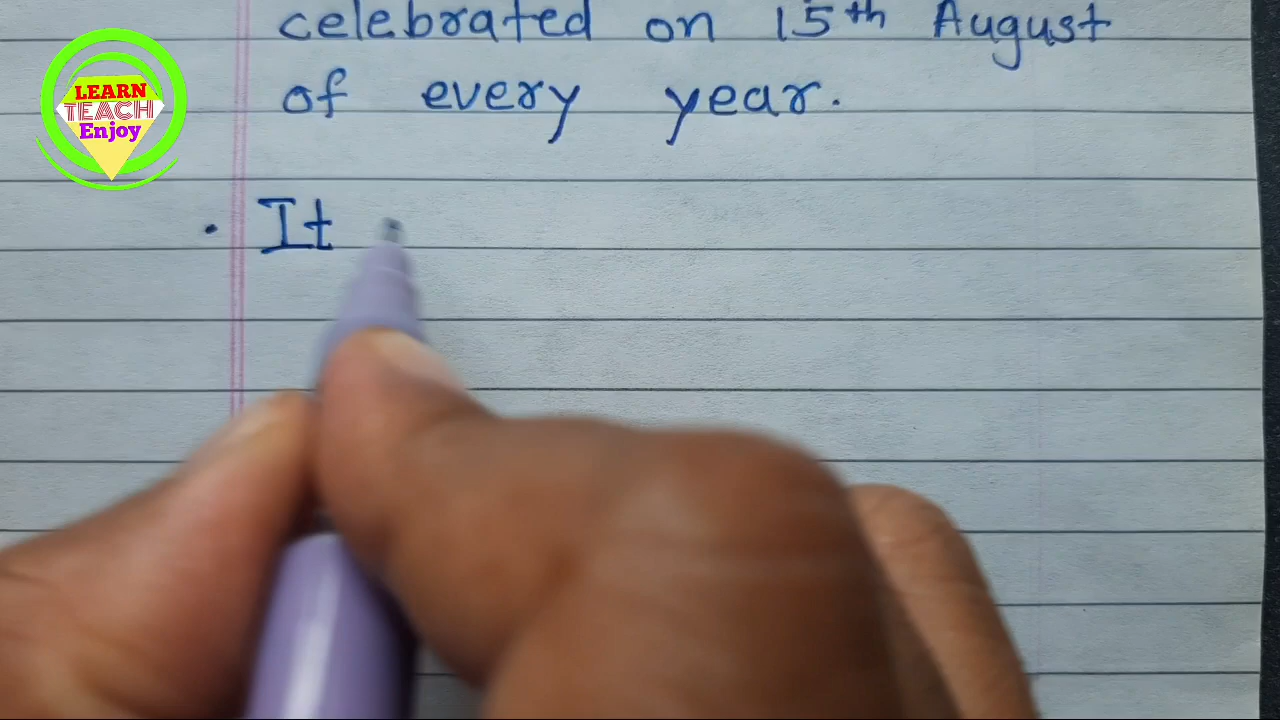 celebrated on 15th August
of every year.
LEARN
TEACH
Enjoy
• It